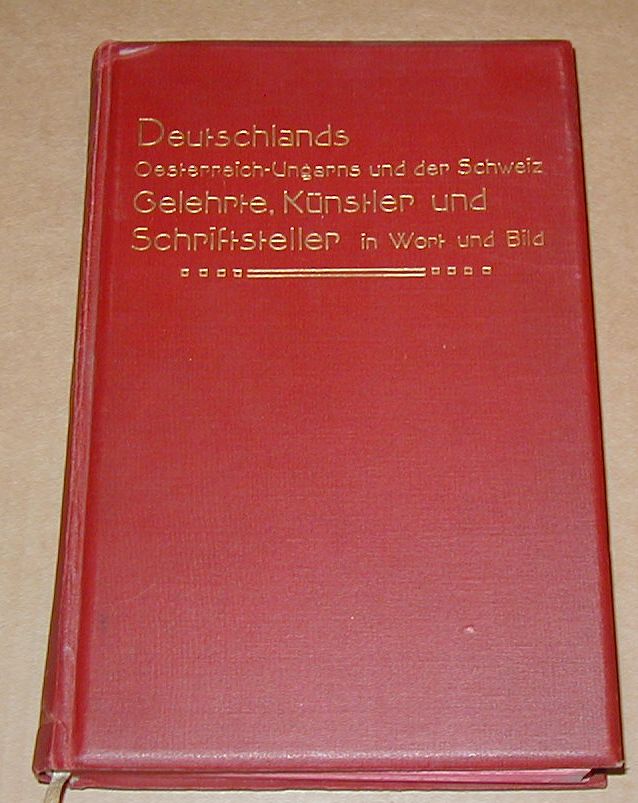 Deutschlands
Oesterreich-Ungarns und der Schweiz
Gelehrte, Künstler und
Schriftsteller in Wort und Bild